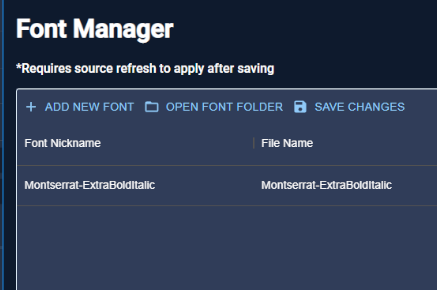 Font Manager
*Requires source refresh to apply after saving
ADD NEW FONT OPEN FONT FOLDER SAVE CHANGES
Font Nickname File Name
Montserrat-ExtraBoldItalic Montserrat-ExtraBoldItalic